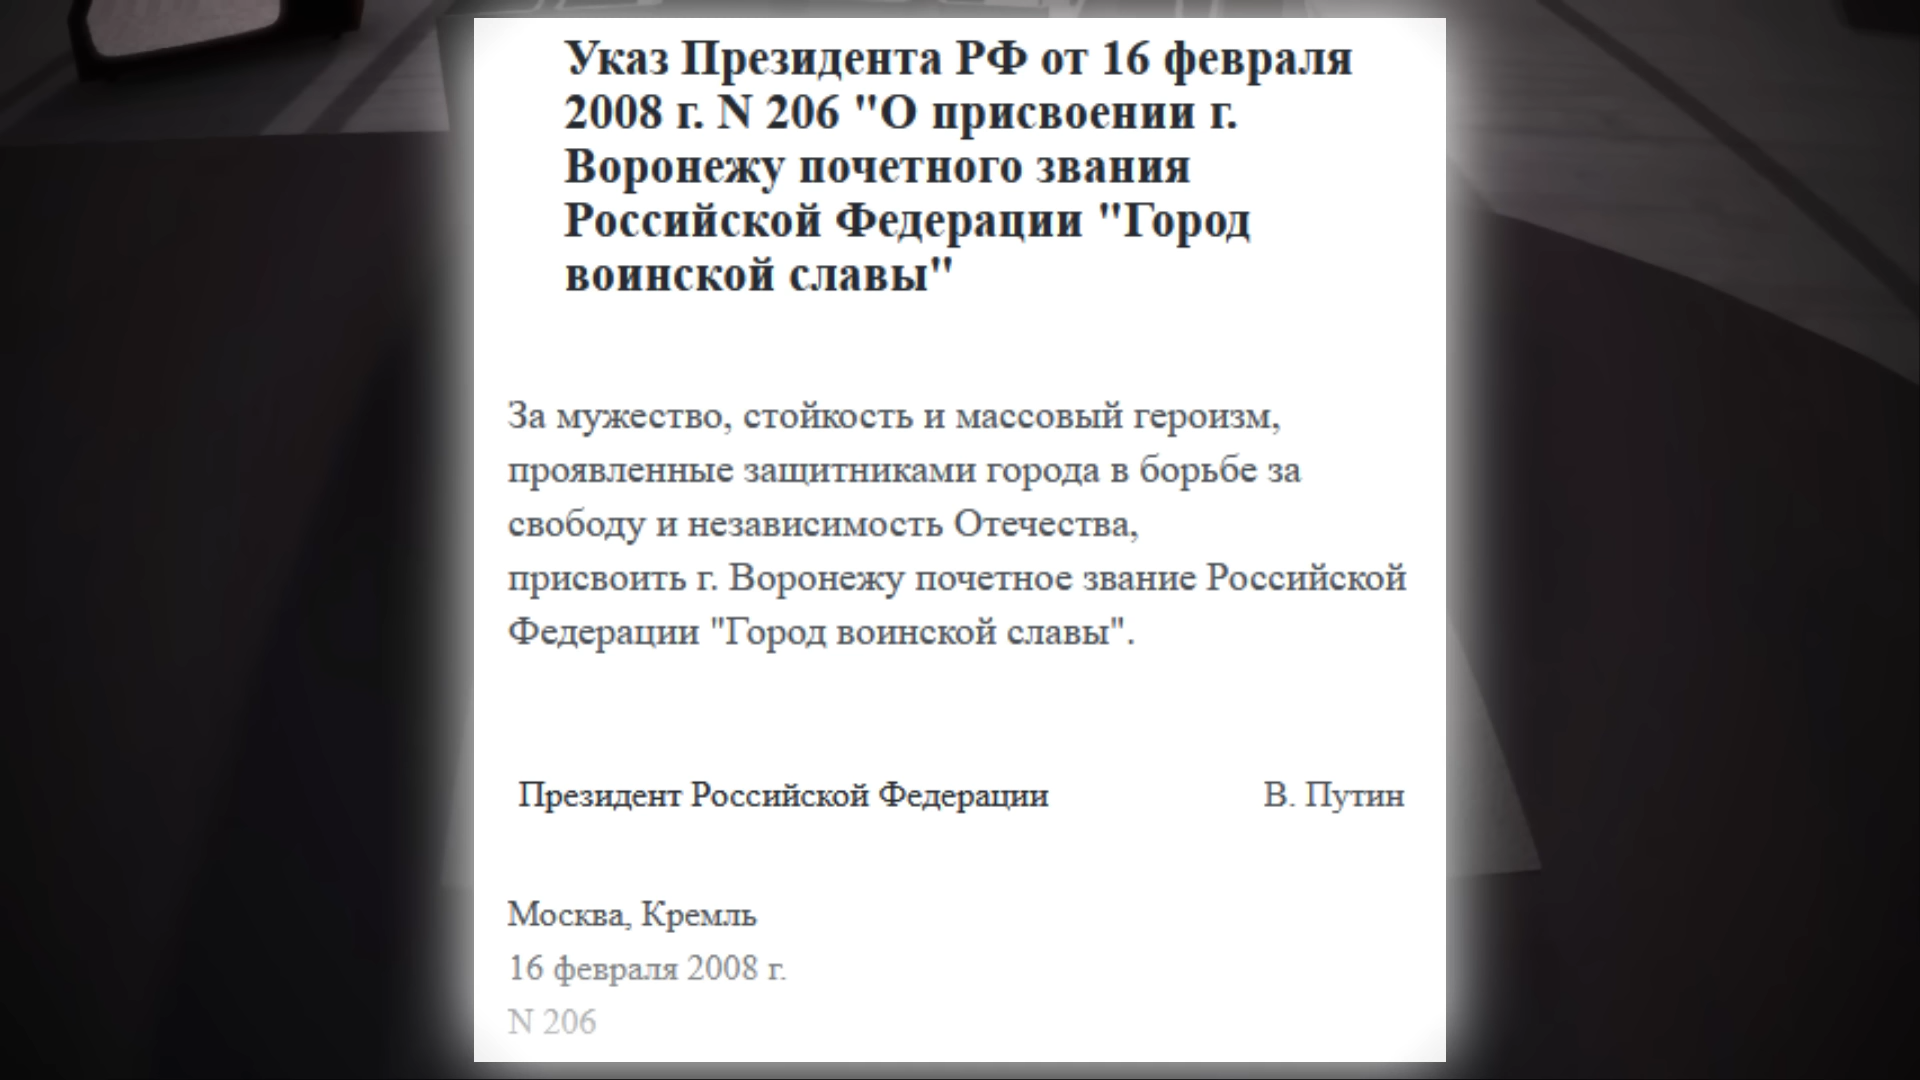 Указ Президента РФ от 16 февраля
2008 г. N 206 "О присвоении г.
Воронежу почетного звания
Российской Федерации "Город
воинской славы"
За мужество, стойкость и массовый героизм,
проявленные защитниками города в борьбе за
свободу и независимость Отечества,
присвоить г. Воронежу почетное звание Российской
Федерации "Город воинской славы".
Президент Российской Федерации В. Путин
Москва, Кремль
16 февраля 2008 г.
N 206